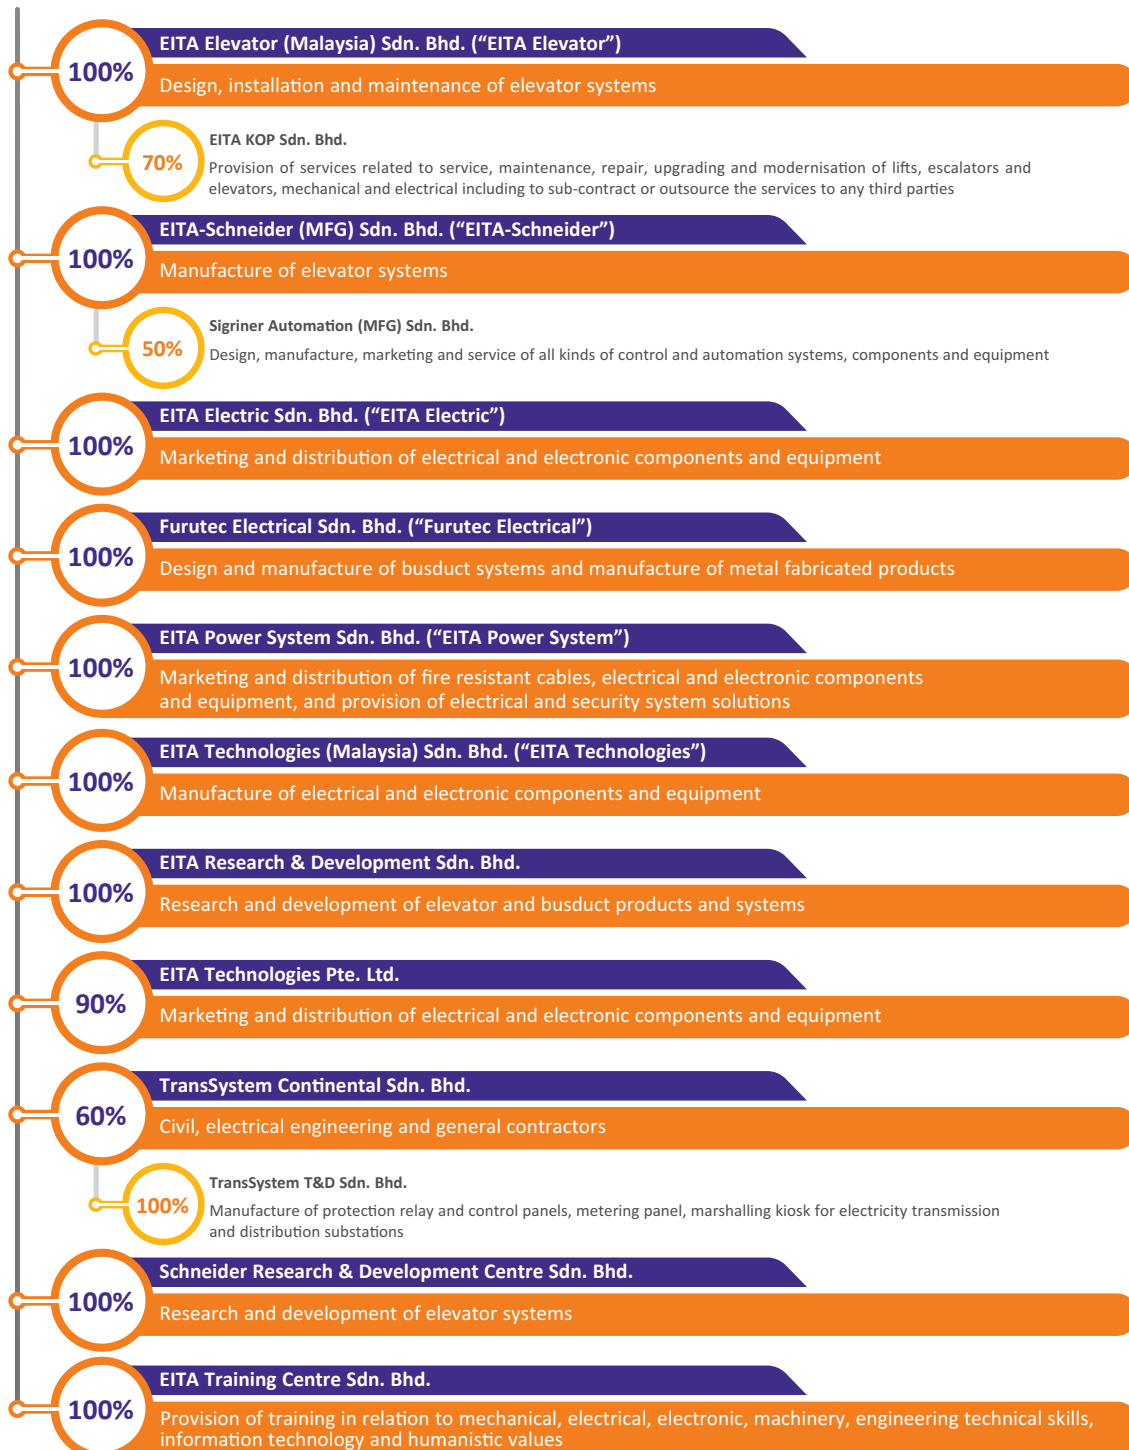 EITA Elevator (Malaysia) Sdn. Bhd. (“EITA Elevator”)
100%
Design, installation and maintenance of elevator systems
EITA KOP Sdn. Bhd.
70%
Provision of services related to service, maintenance, repair, upgrading and modernisation of lifts, escalators and
elevators, mechanical and electrical including to sub-contract or outsource the services to any third parties
EITA-Schneider (MFG) Sdn. Bhd. (“EITA-Schneider”)
100%
Manufacture of elevator systems
Sigriner Automation (MFG) Sdn. Bhd.
50%
Design, manufacture, marketing and service of all kinds of control and automation systems, components and equipment
EITA Electric Sdn. Bhd. (“EITA Electric”)
100%
Marketing and distribution of electrical and electronic components and equipment
Furutec Electrical Sdn. Bhd. (“Furutec Electrical”)
100%
Design and manufacture of busduct systems and manufacture of metal fabricated products
EITA Power System Sdn. Bhd. (“EITA Power System”)
100%
Marketing and distribution of fire resistant cables, electrical and electronic components
and equipment, and provision of electrical and security system solutions
EITA Technologies (Malaysia) Sdn. Bhd. (“EITA Technologies”)
100%
Manufacture of electrical and electronic components and equipment
EITA Research & Development Sdn. Bhd.
100%
Research and development of elevator and busduct products and systems
EITA Technologies Pte. Ltd.
90%
Marketing and distribution of electrical and electronic components and equipment
TransSystem Continental Sdn. Bhd.
60%
Civil, electrical engineering and general contractors
TransSystem T&D Sdn. Bhd.
100%
Manufacture of protection relay and control panels, metering panel, marshalling kiosk for electricity transmission
and distribution substations
Schneider Research & Development Centre Sdn. Bhd.
100%
Research and development of elevator systems
EITA Training Centre Sdn. Bhd.
100%
Provision of training in relation to mechanical, electrical, electronic, machinery, engineering technical skills,
information technology and humanistic values